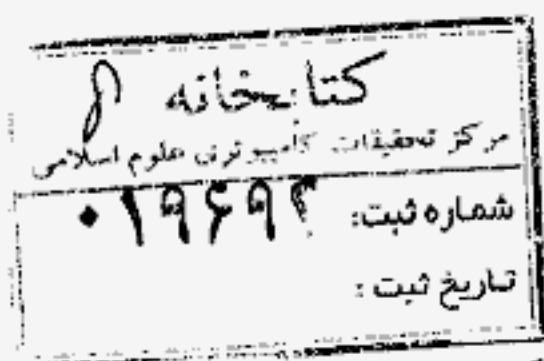 کتابخانه
مرکز تحقیقات کامپیوتری علوم اسلامی
شماره ثبت: ۰۱۹۶۹۴
تاریخ ثبت :